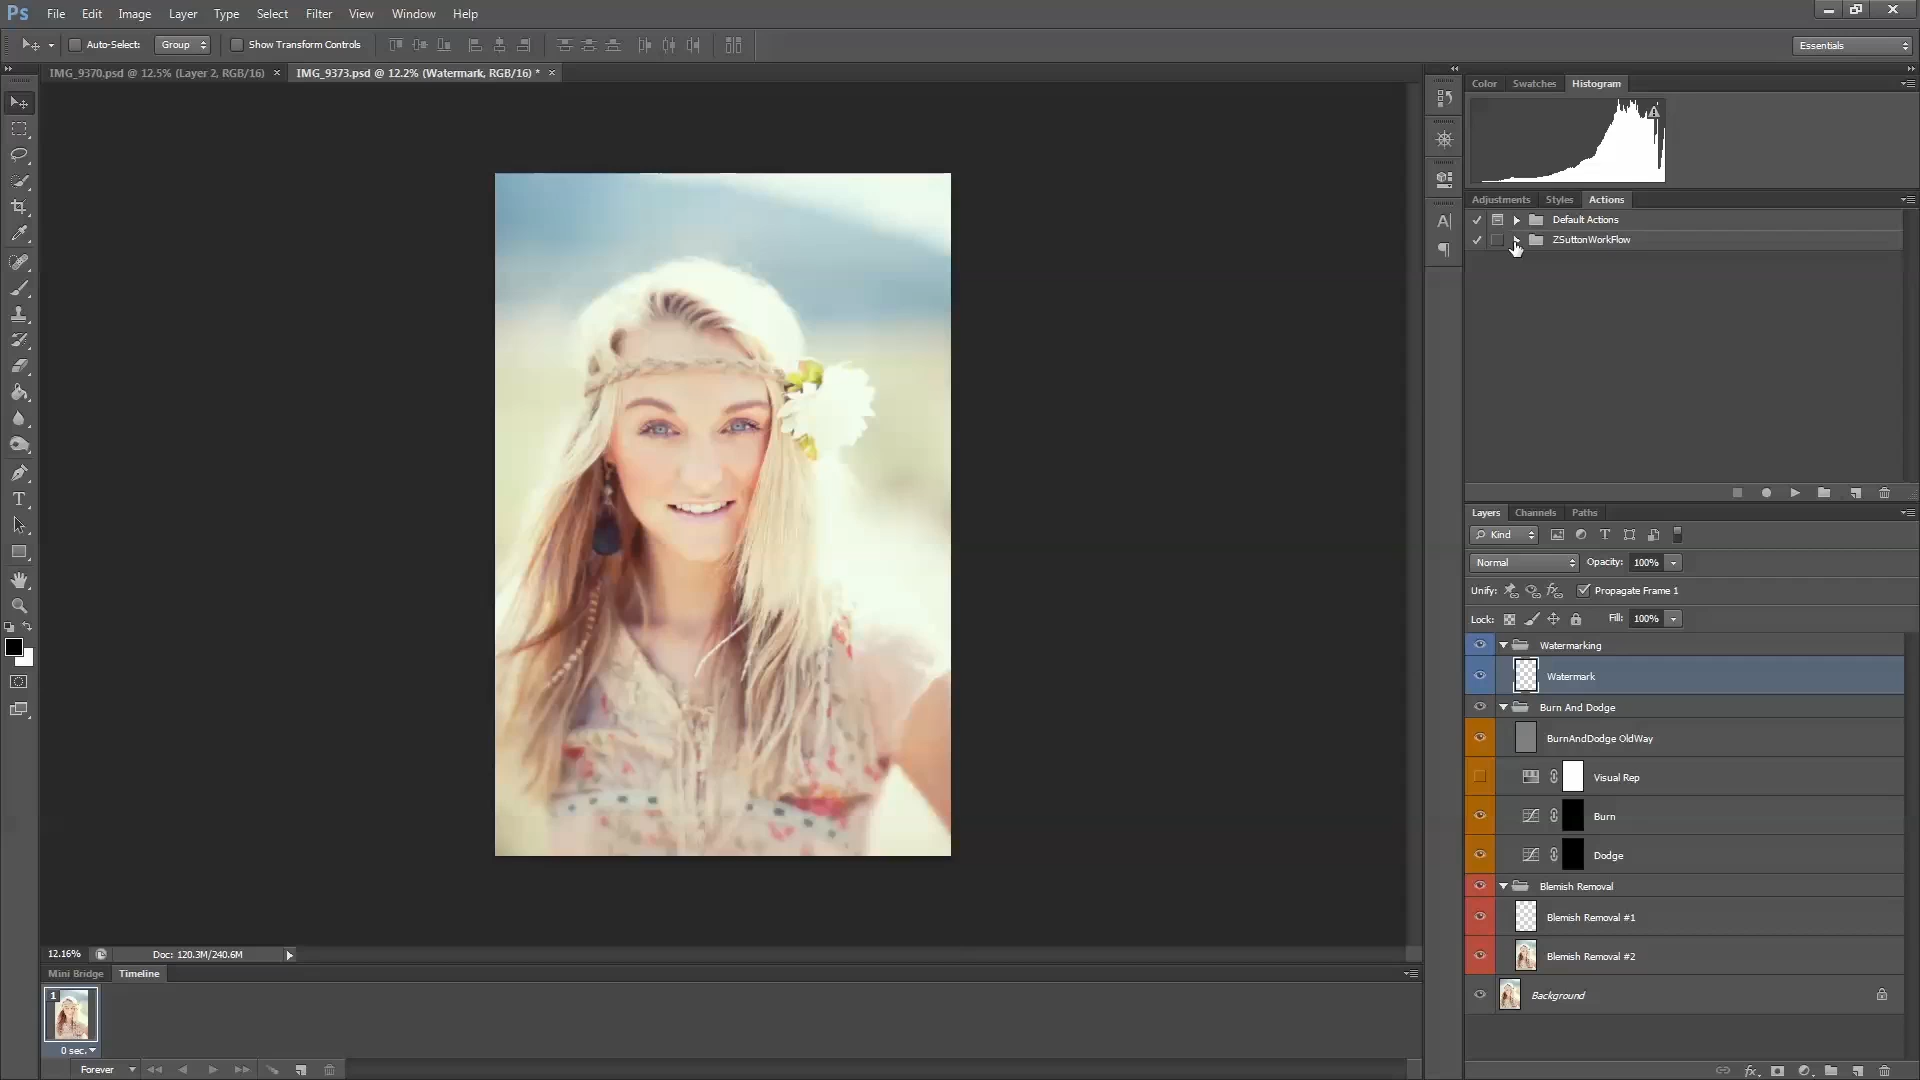 Ps File Edit Image Layer Type Select Filter View Window Help
Auto-Select: Group Show Transform Controls Essentials
IMG_9370.psd @ 12.5% (Layer 2, RGB/16) × IMG_9373.psd @ 12.2% (Watermark, RGB/16) * ×
Color Swatches Histogram
Adjustments Styles Actions
Default Actions
ZSuttonWorkFlow
Layers Channels Paths
Kind
Normal Opacity: 100%
Unify: Propagate Frame 1
Lock: Fill: 100%
Watermarking
Watermark
Burn And Dodge
BurnAndDodge OldWay
Visual Rep
Burn
Dodge
Blemish Removal
Blemish Removal #1
Blemish Removal #2
Background
12.16% Doc: 120.3M/240.6M
Mini Bridge Timeline
1
0 sec.
Forever